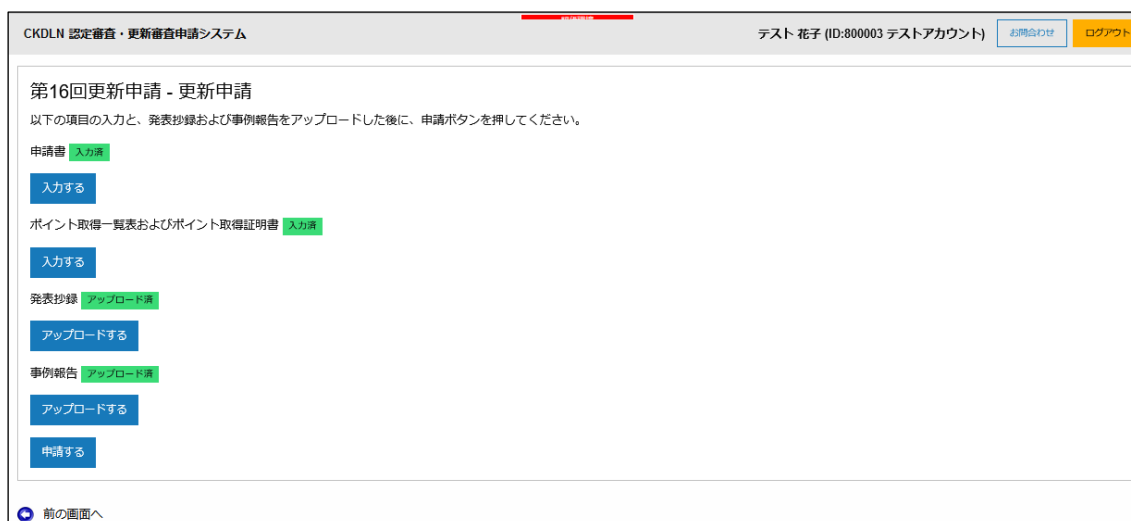 CKDLN 認定審査・更新審査申請システム
テスト 花子 (ID:800003 テストアカウント)
お問合わせ
ログアウト
第16回更新申請 - 更新申請
以下の項目の入力と、発表抄録および事例報告をアップロードした後に、申請ボタンを押してください。
申請書 入力済
入力する
ポイント取得一覧表およびポイント取得証明書 入力済
入力する
発表抄録 アップロード済
アップロードする
事例報告 アップロード済
アップロードする
申請する
前の画面へ